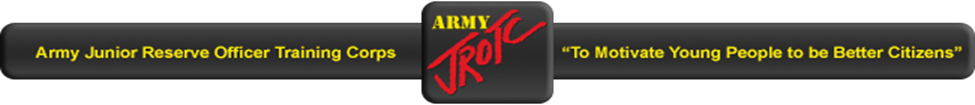 Army Junior Reserve Officer Training Corps
ARMY
JROTC
“To Motivate Young People to be Better Citizens”